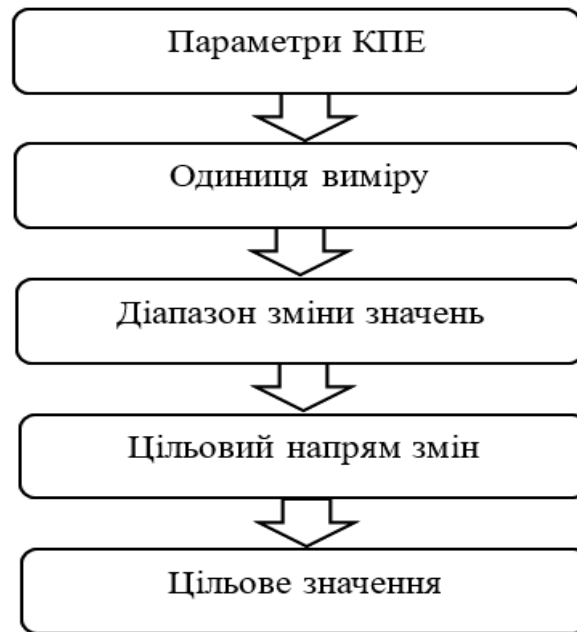 Параметри КПЕ
Одиниця виміру
Діапазон зміни значень
Цільовий напрям змін
Цільове значення